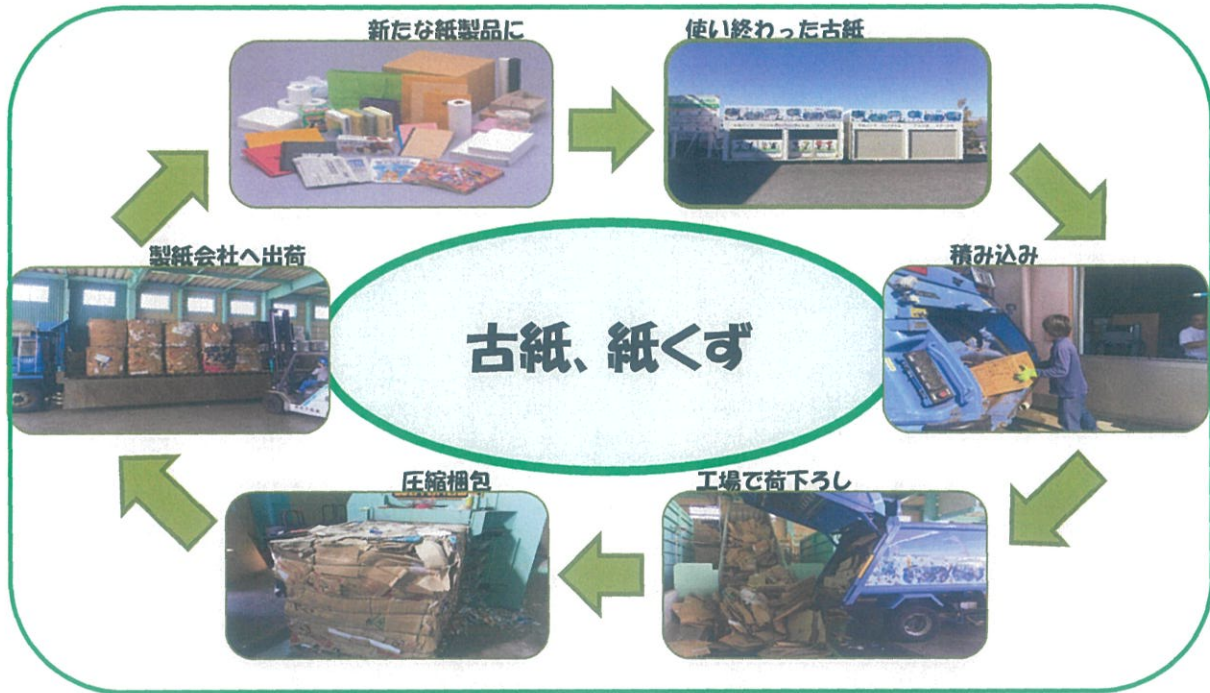 新たな紙製品に
使い終わった古紙
製紙会社へ出荷
積み込み
古紙、紙くず
圧縮梱包
工場で荷下ろし